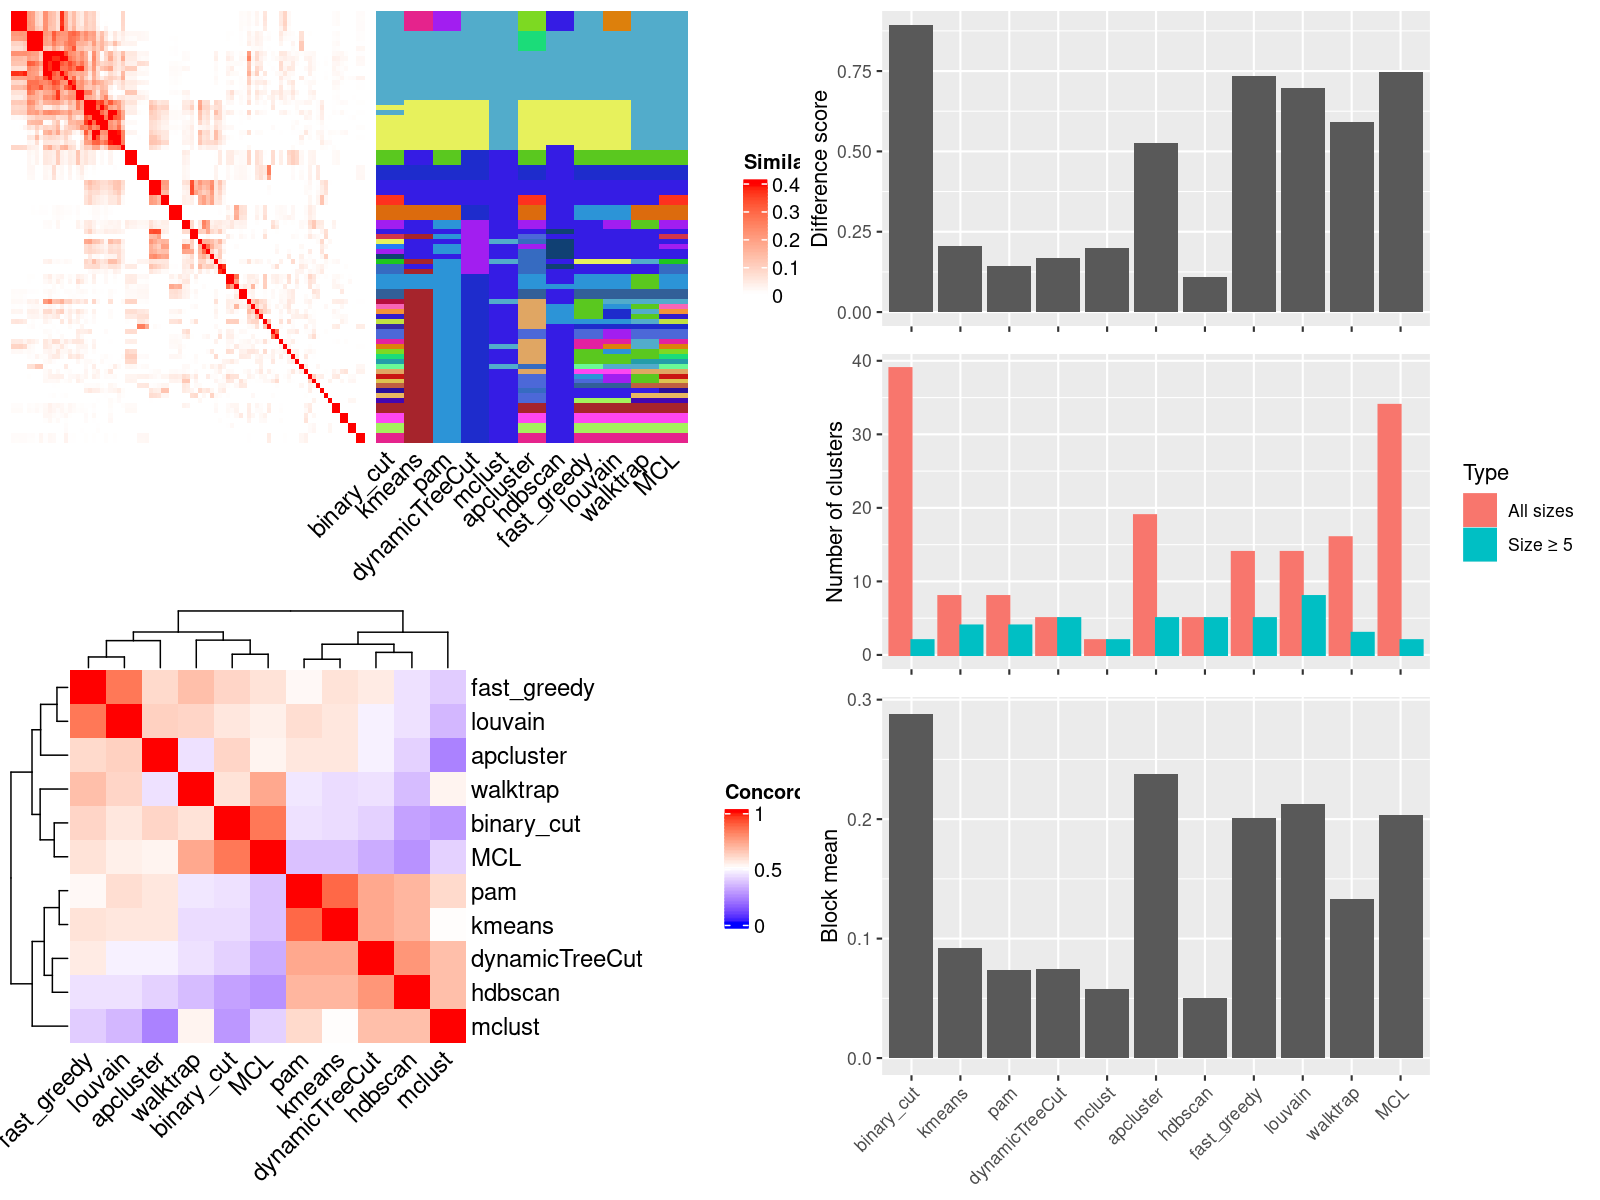 Simila
0.4
0.3
0.2
0.1
0
binary_cut
kmeans
pam
dynamicTreeCut
mclust
apcluster
hdbscan
fast_greedy
louvain
walktrap
MCL
fast_greedy
louvain
apcluster
walktrap
binary_cut
MCL
pam
kmeans
dynamicTreeCut
hdbscan
mclust
fast_greedy
louvain
apcluster
walktrap
binary_cut
MCL
pam
kmeans
dynamicTreeCut
hdbscan
mclust
Concord
1
0.5
0
Difference score
0.75
0.50
0.25
0.00
Number of clusters
40
30
20
10
0
Type
All sizes
Size ≥ 5
Block mean
0.3
0.2
0.1
0.0
binary_cut
kmeans
pam
dynamicTreeCut
mclust
apcluster
hdbscan
fast_greedy
louvain
walktrap
MCL